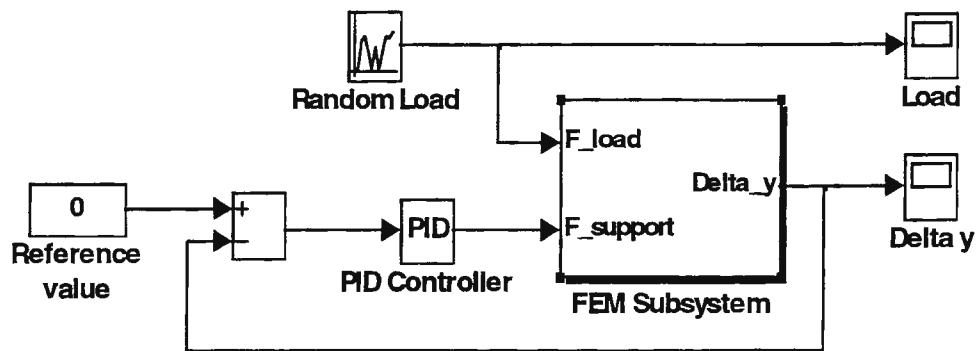 Random Load
Load
F_load
Delta_y
F_support
Delta y
0
+
−
Reference
value
PID
PID Controller
FEM Subsystem